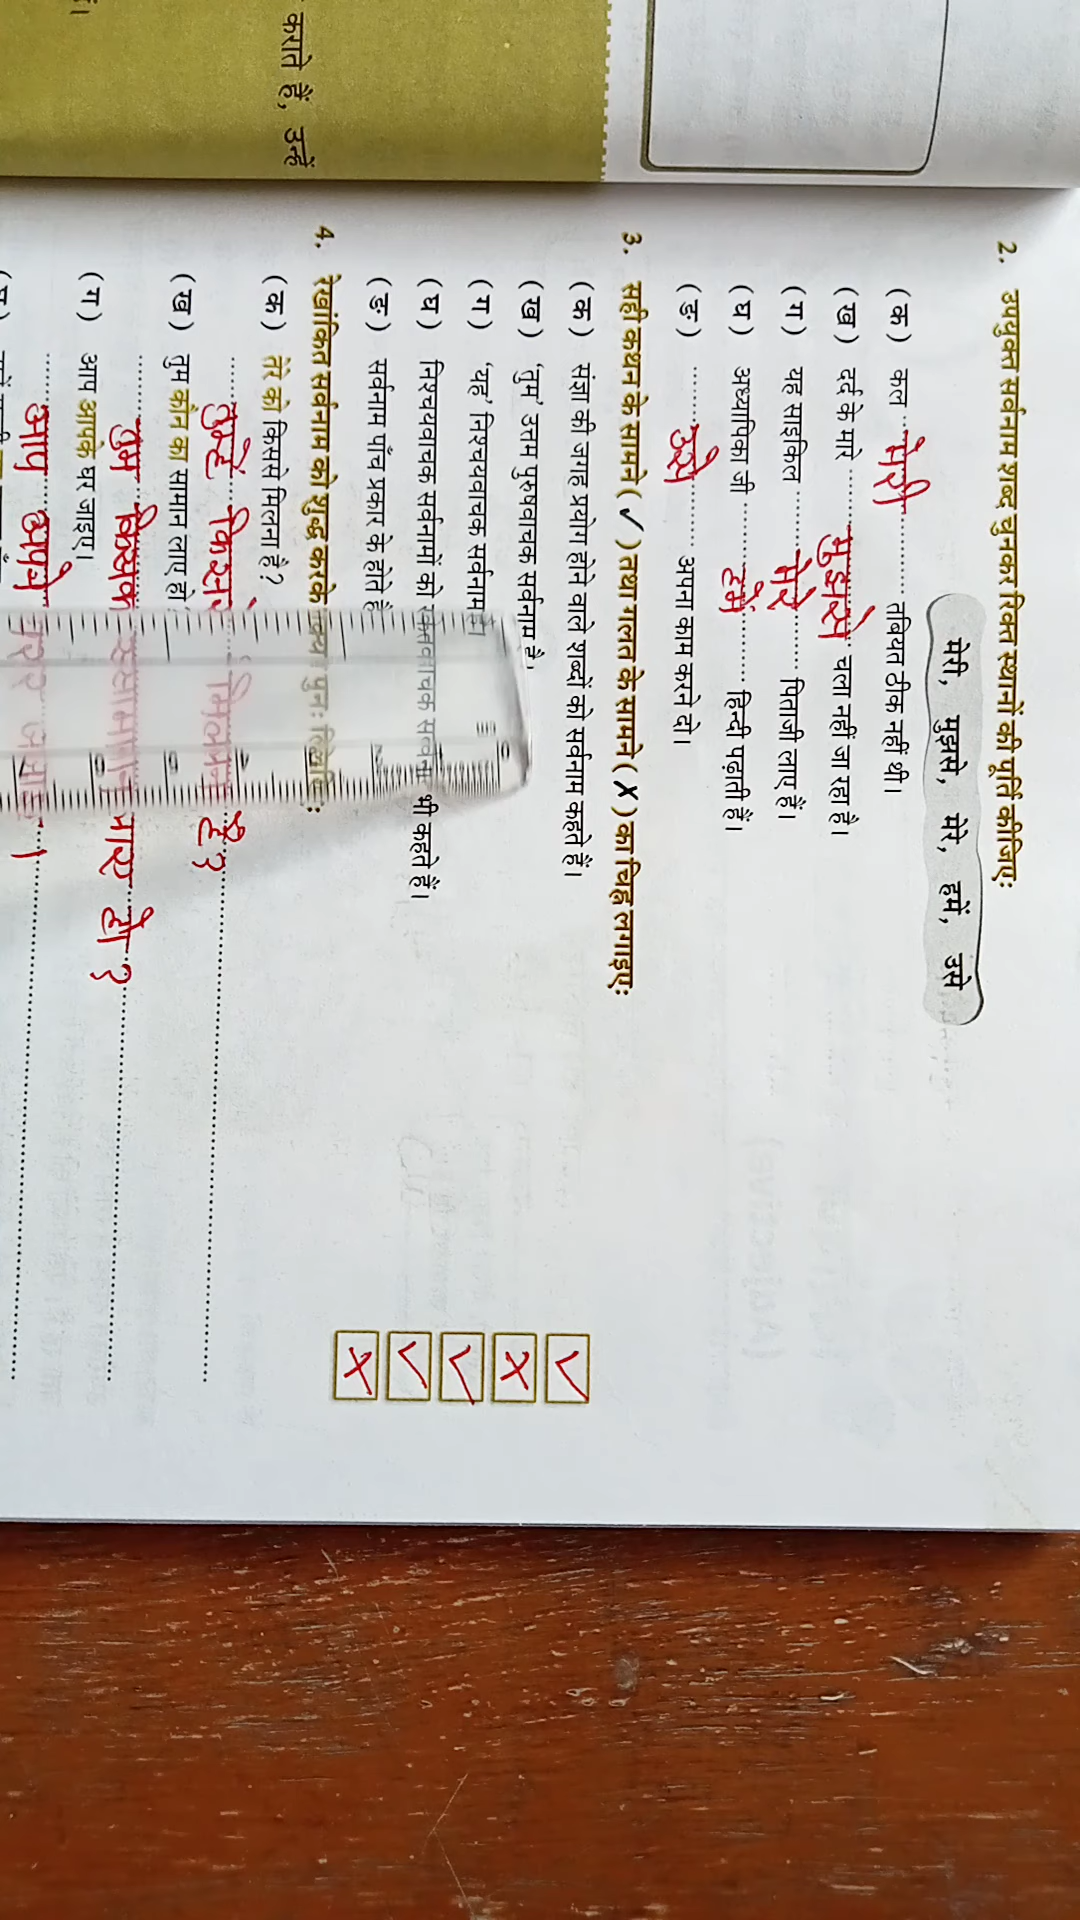 कराते हैं, उन्हें
2. उपयुक्त सर्वनाम शब्द चुनकर रिक्त स्थानों की पूर्ति कीजिए:
मेरी, मुझसे, मेरे, हमें, उसे
(क) कल ..मेरी.. तबियत ठीक नहीं थी।
(ख) दर्द के मारे ..मुझसे.. चला नहीं जा रहा है।
(ग) यह साइकिल ..मेरे.. पिताजी लाए हैं।
(घ) अध्यापिका जी ..हमें.. हिन्दी पढ़ाती हैं।
(ङ) ..उसे.. अपना काम करने दो।
3. सही कथन के सामने (✓) तथा गलत के सामने (✗) का चिह्न लगाइए:
(क) संज्ञा की जगह प्रयोग होने वाले शब्दों को सर्वनाम कहते हैं। ✓
(ख) 'तुम' उत्तम पुरुषवाचक सर्वनाम है। ✗
(ग) 'यह' निश्चयवाचक सर्वनाम है। ✓
(घ) निश्चयवाचक सर्वनामों को संकेतवाचक सर्वनाम भी कहते हैं। ✓
(ङ) सर्वनाम पाँच प्रकार के होते हैं ✗
4. रेखांकित सर्वनाम को शुद्ध करके वाक्य पुनः लिखिए:
(क) तेरे को किससे मिलना है?
तुम्हें किससे मिलना है?
(ख) तुम कौन का सामान लाए हो
तुम किसका सामान लाए हो?
(ग) आप आपके घर जाइए।
आप अपने घर जाइए।